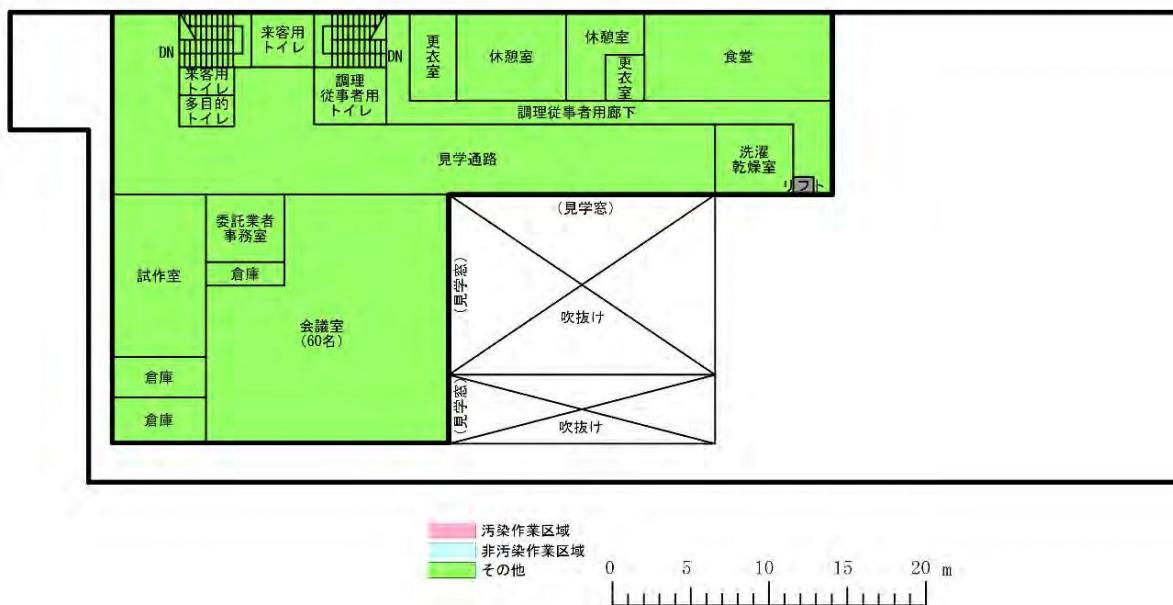 DN
来客用
トイレ
DN
来客用
トイレ
多目的
トイレ
調理
従事者用
トイレ
更
衣
室
休憩室
休憩室
更
衣
室
食堂
調理従事者用廊下
見学通路
洗濯
乾燥室
リフト
試作室
委託業者
事務室
倉庫
会議室
(60名)
倉庫
倉庫
(見学窓)
(見学窓)
吹抜け
(見学窓)
吹抜け
汚染作業区域
非汚染作業区域
その他
0 5 10 15 20 m